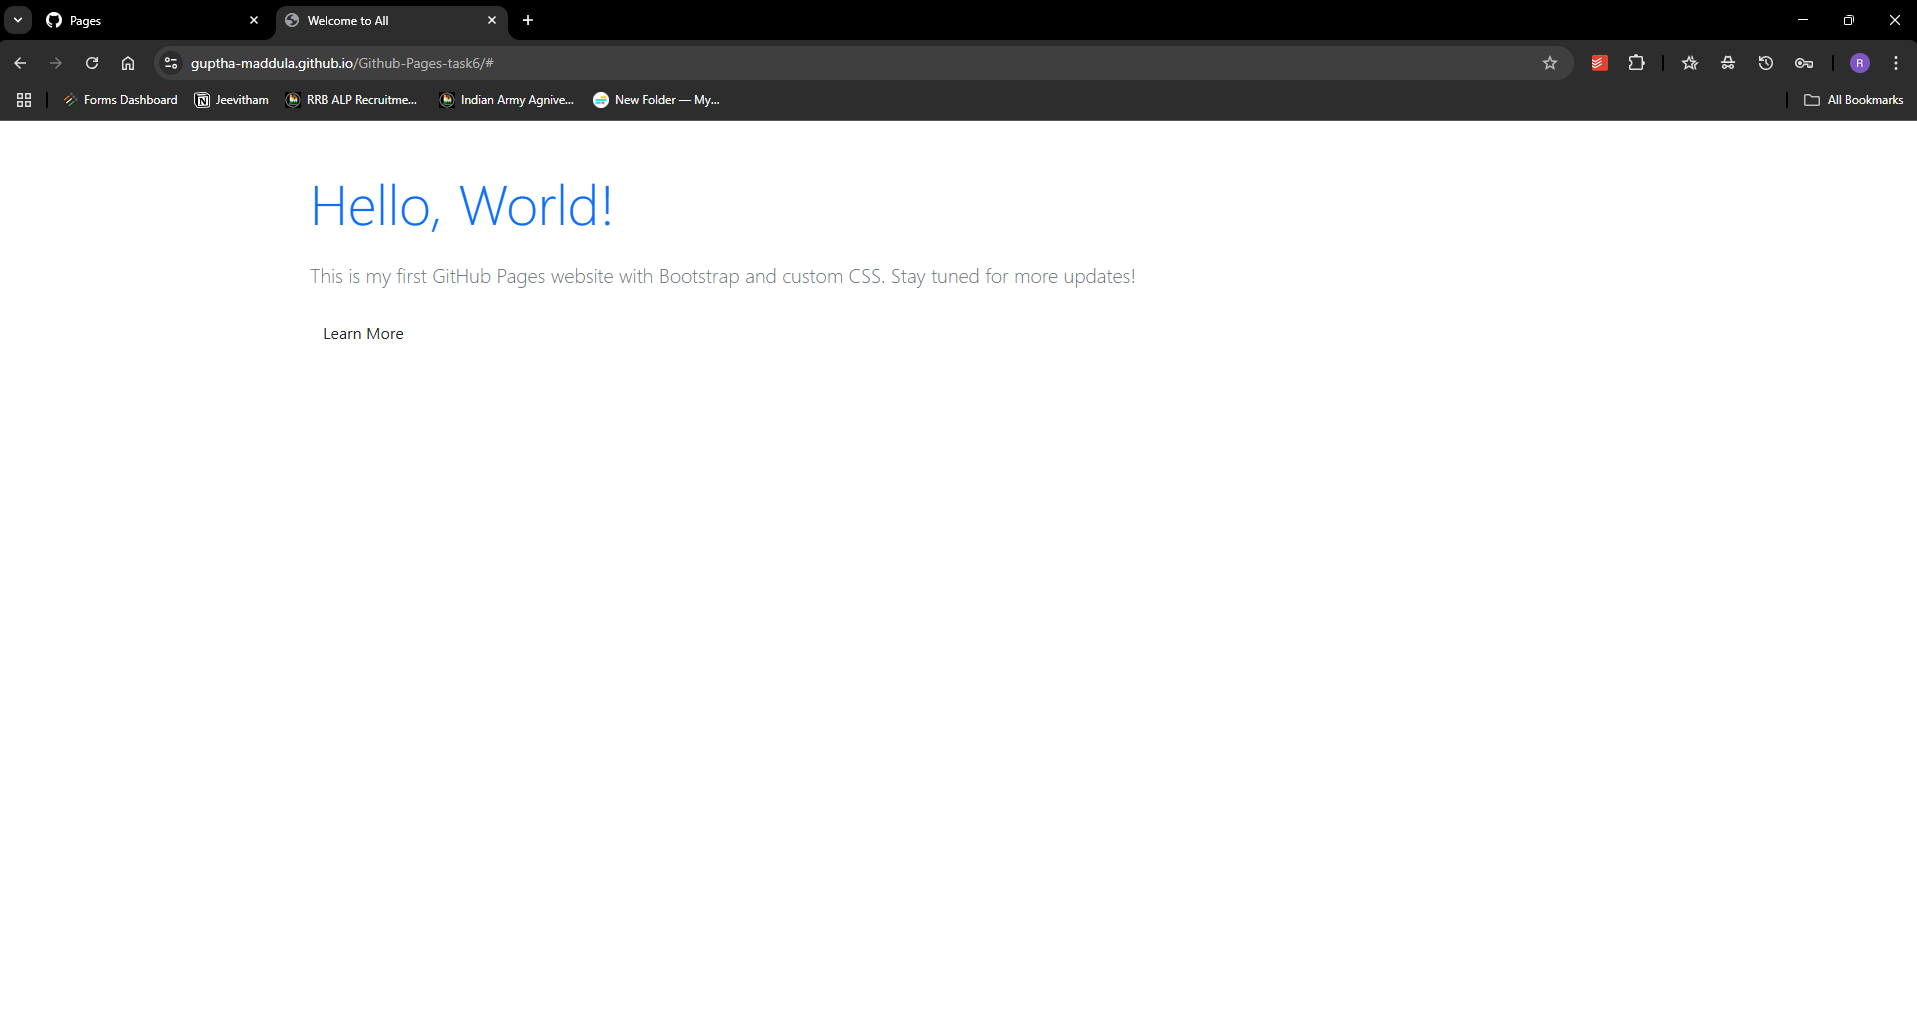 Pages
Welcome to All
guptha-maddula.github.io/Github-Pages-task6/#
R
Forms Dashboard
Jeevitham
RRB ALP Recruitme...
Indian Army Agnive...
New Folder — My...
All Bookmarks
Hello, World!
This is my first GitHub Pages website with Bootstrap and custom CSS. Stay tuned for more updates!
Learn More